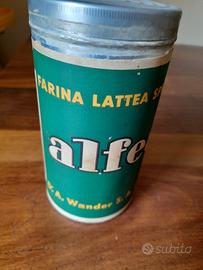 FARINA LATTEA
alfe
A. Wander S.
subito